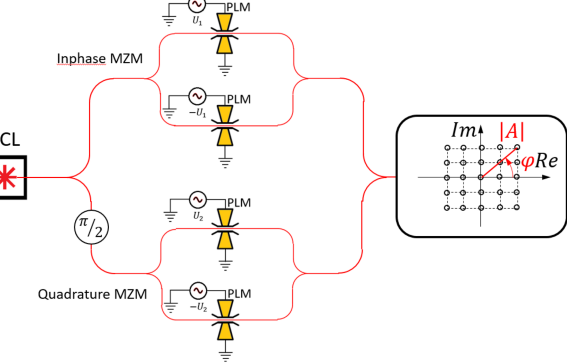 PLM
U₁
Inphase MZM
PLM
-U₁
CL
Im |A|
φRe
π/2
PLM
U₂
Quadrature MZM
PLM
-U₂